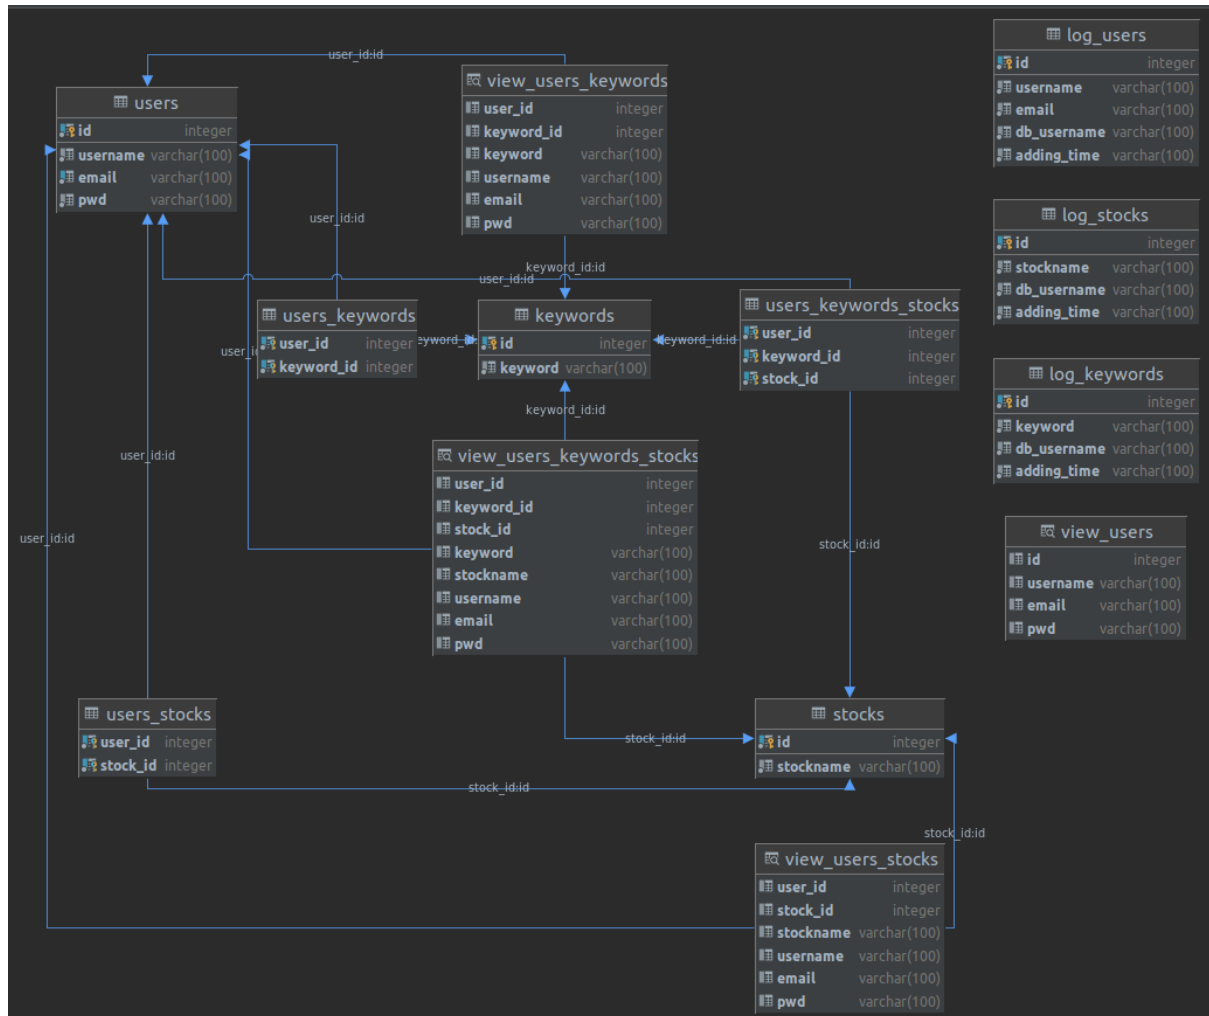 user_id:id
users
id integer
username varchar(100)
email varchar(100)
pwd varchar(100)
view_users_keywords
user_id integer
keyword_id integer
keyword varchar(100)
username varchar(100)
email varchar(100)
pwd varchar(100)
log_users
id integer
username varchar(100)
email varchar(100)
db_username varchar(100)
adding_time varchar(100)
user_id:id
keyword_id:id
user_id:id
log_stocks
id integer
stockname varchar(100)
db_username varchar(100)
adding_time varchar(100)
users_keywords
user_id integer
keyword_id integer
eyword_id
keywords
id integer
keyword varchar(100)
eyword_id:id
users_keywords_stocks
user_id integer
keyword_id integer
stock_id integer
user_id
keyword_id:id
log_keywords
id integer
keyword varchar(100)
db_username varchar(100)
adding_time varchar(100)
user_id:id
view_users_keywords_stocks
user_id integer
keyword_id integer
stock_id integer
keyword varchar(100)
stockname varchar(100)
username varchar(100)
email varchar(100)
pwd varchar(100)
user_id:id
stock_id:id
view_users
id integer
username varchar(100)
email varchar(100)
pwd varchar(100)
users_stocks
user_id integer
stock_id integer
stock_id:id
stocks
id integer
stockname varchar(100)
stock_id:id
stock_id:id
view_users_stocks
user_id integer
stock_id integer
stockname varchar(100)
username varchar(100)
email varchar(100)
pwd varchar(100)